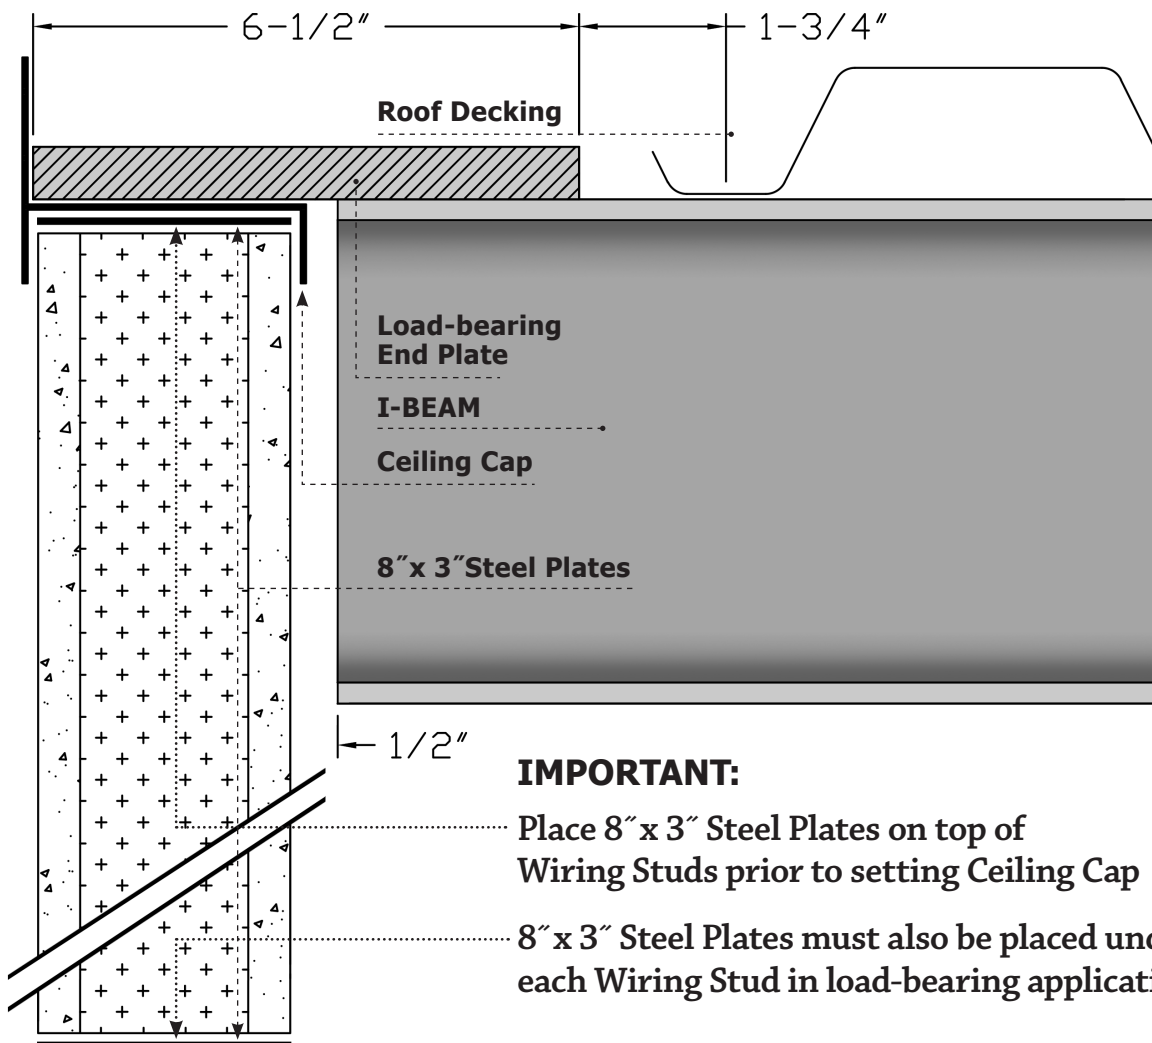 6-1/2″
1-3/4″
Roof Decking
Load-bearing
End Plate
I-BEAM
Ceiling Cap
8″x 3″Steel Plates
1/2″
IMPORTANT:
Place 8″x 3″ Steel Plates on top of
Wiring Studs prior to setting Ceiling Cap
8″x 3″ Steel Plates must also be placed
each Wiring Stud in load-bearing